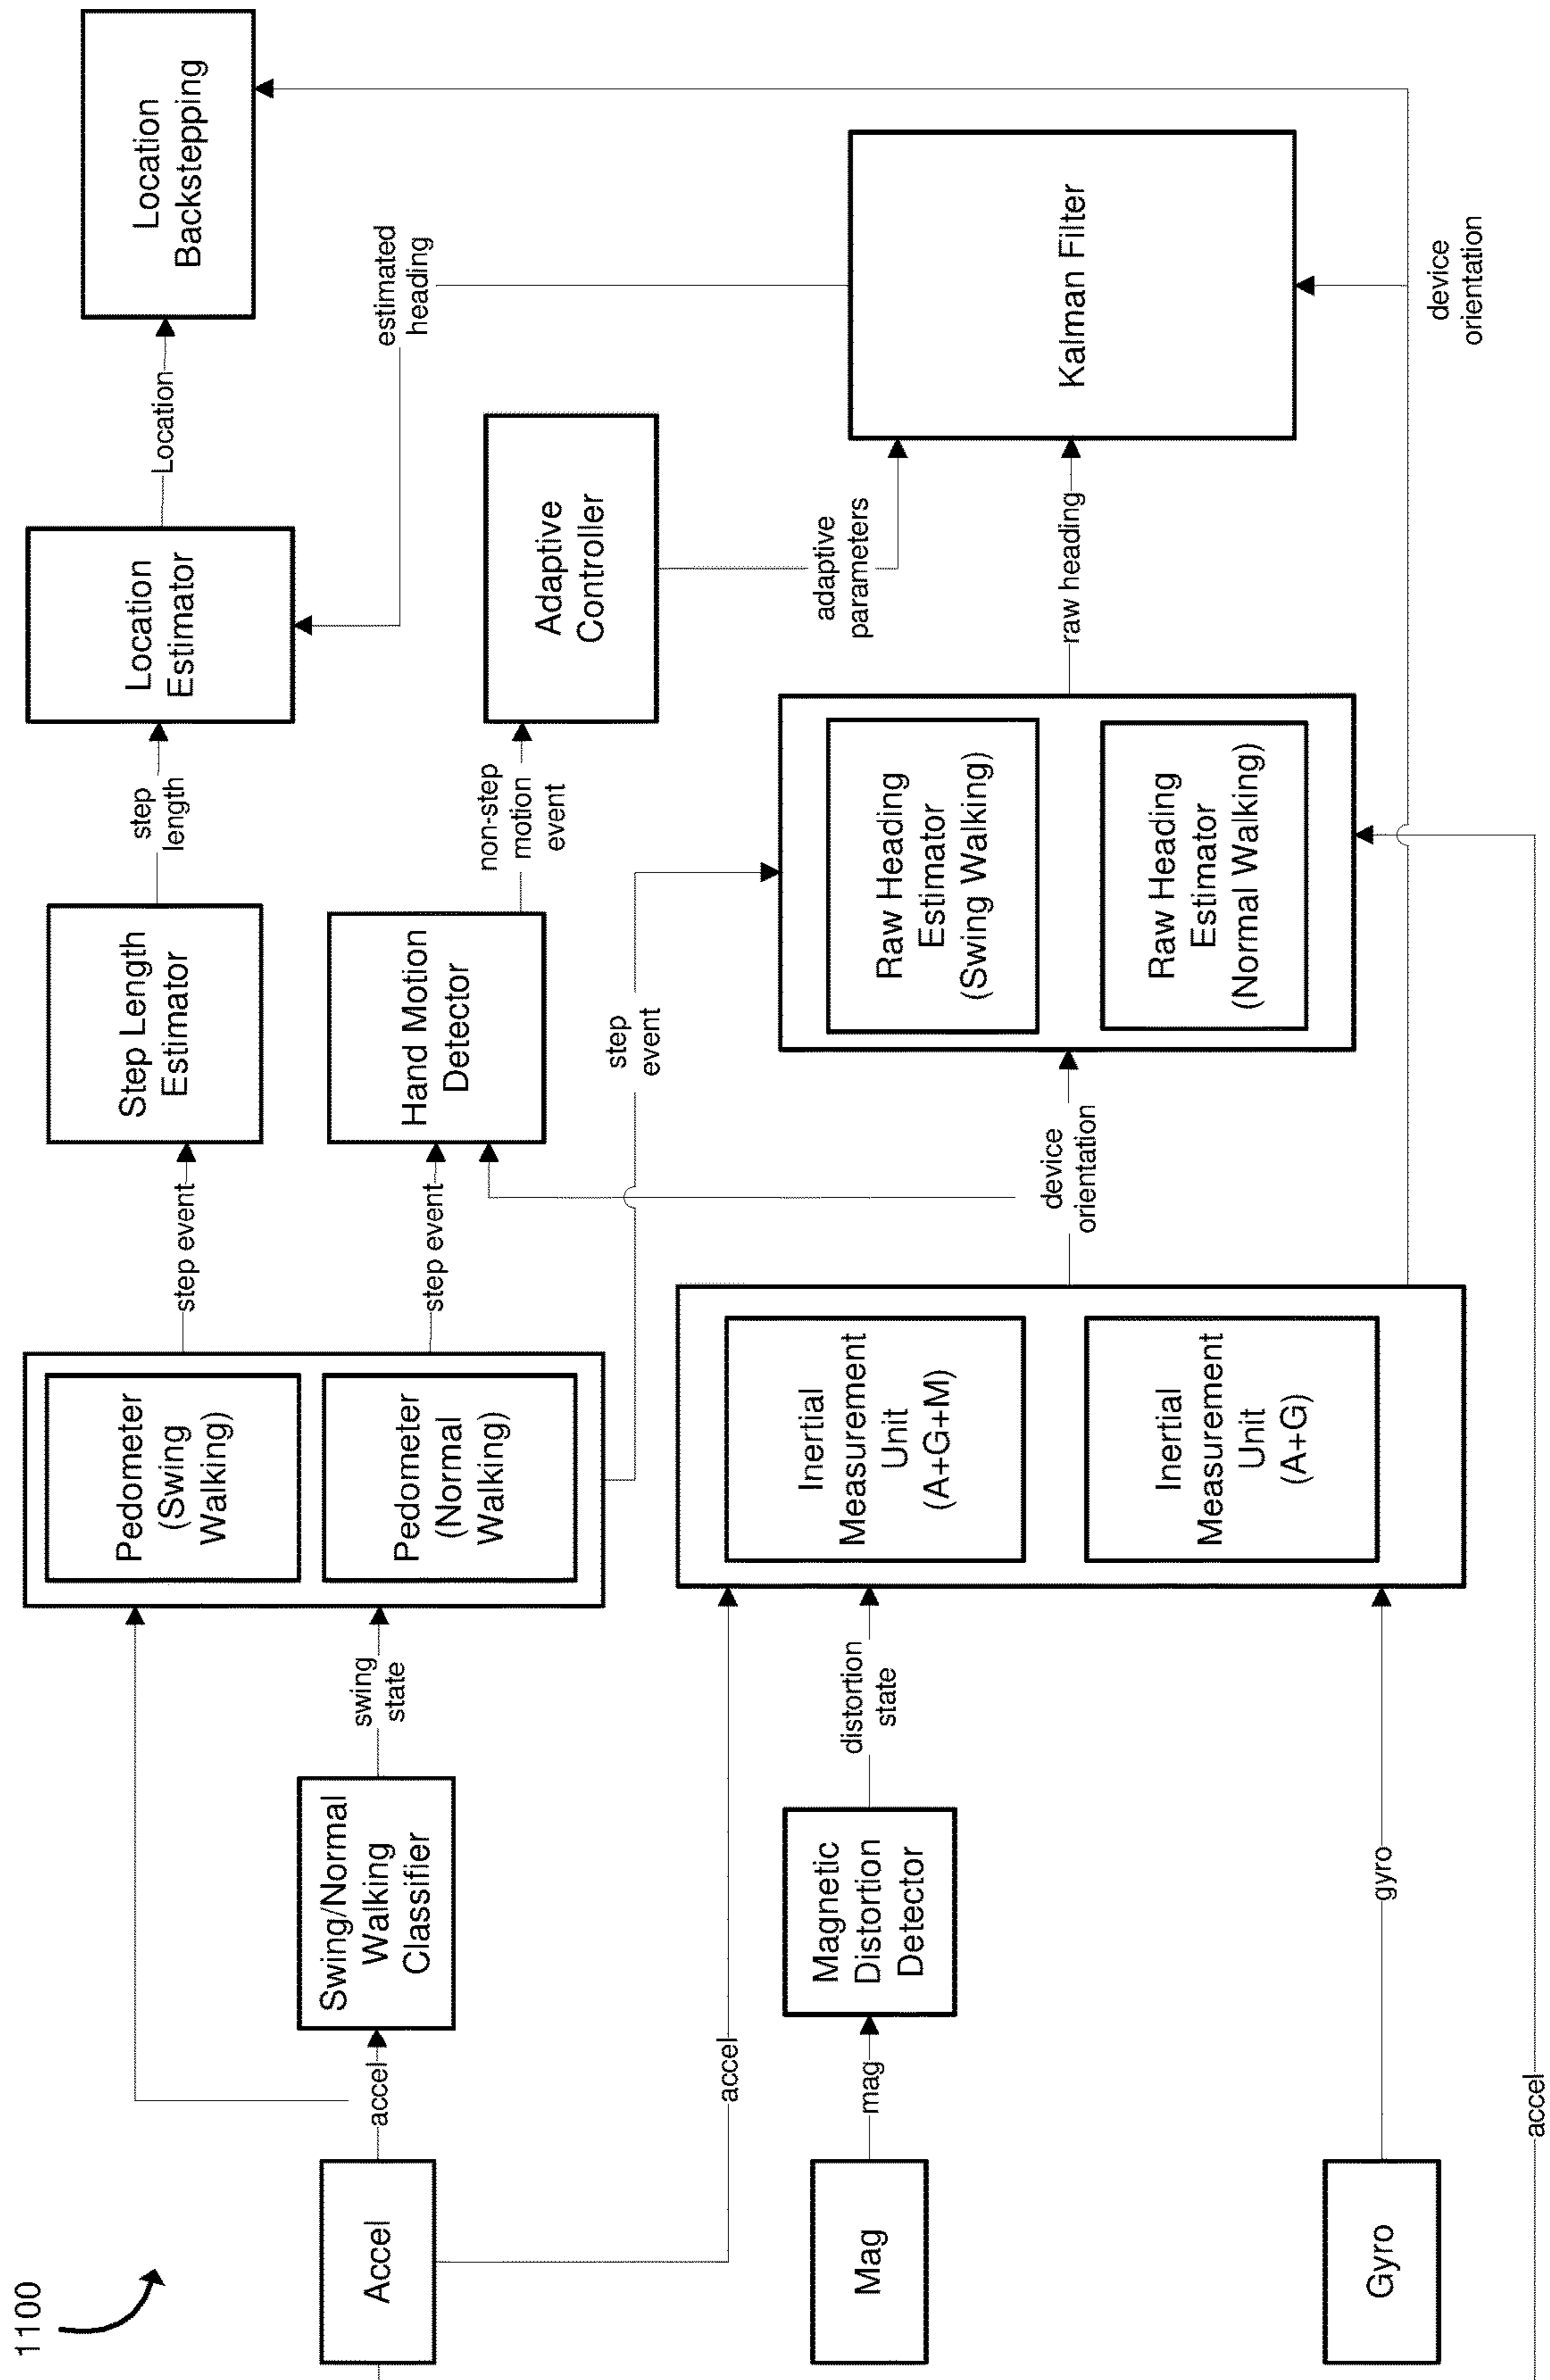 1100
Accel
Mag
Gyro
accel
accel
mag
gyro
accel
Swing/Normal
Walking
Classifier
Magnetic
Distortion
Detector
swing
state
distortion
state
Pedometer
(Swing
Walking)
Pedometer
(Normal
Walking)
Inertial
Measurement
Unit
(A+G+M)
Inertial
Measurement
Unit
(A+G)
step event
step event
step
event
device
orientation
Step Length
Estimator
Hand Motion
Detector
Raw Heading
Estimator
(Swing Walking)
Raw Heading
Estimator
(Normal Walking)
step
length
non-step
motion
event
raw heading
Location
Estimator
Adaptive
Controller
adaptive
parameters
Location
estimated
heading
Kalman Filter
device
orientation
Location
Backstepping